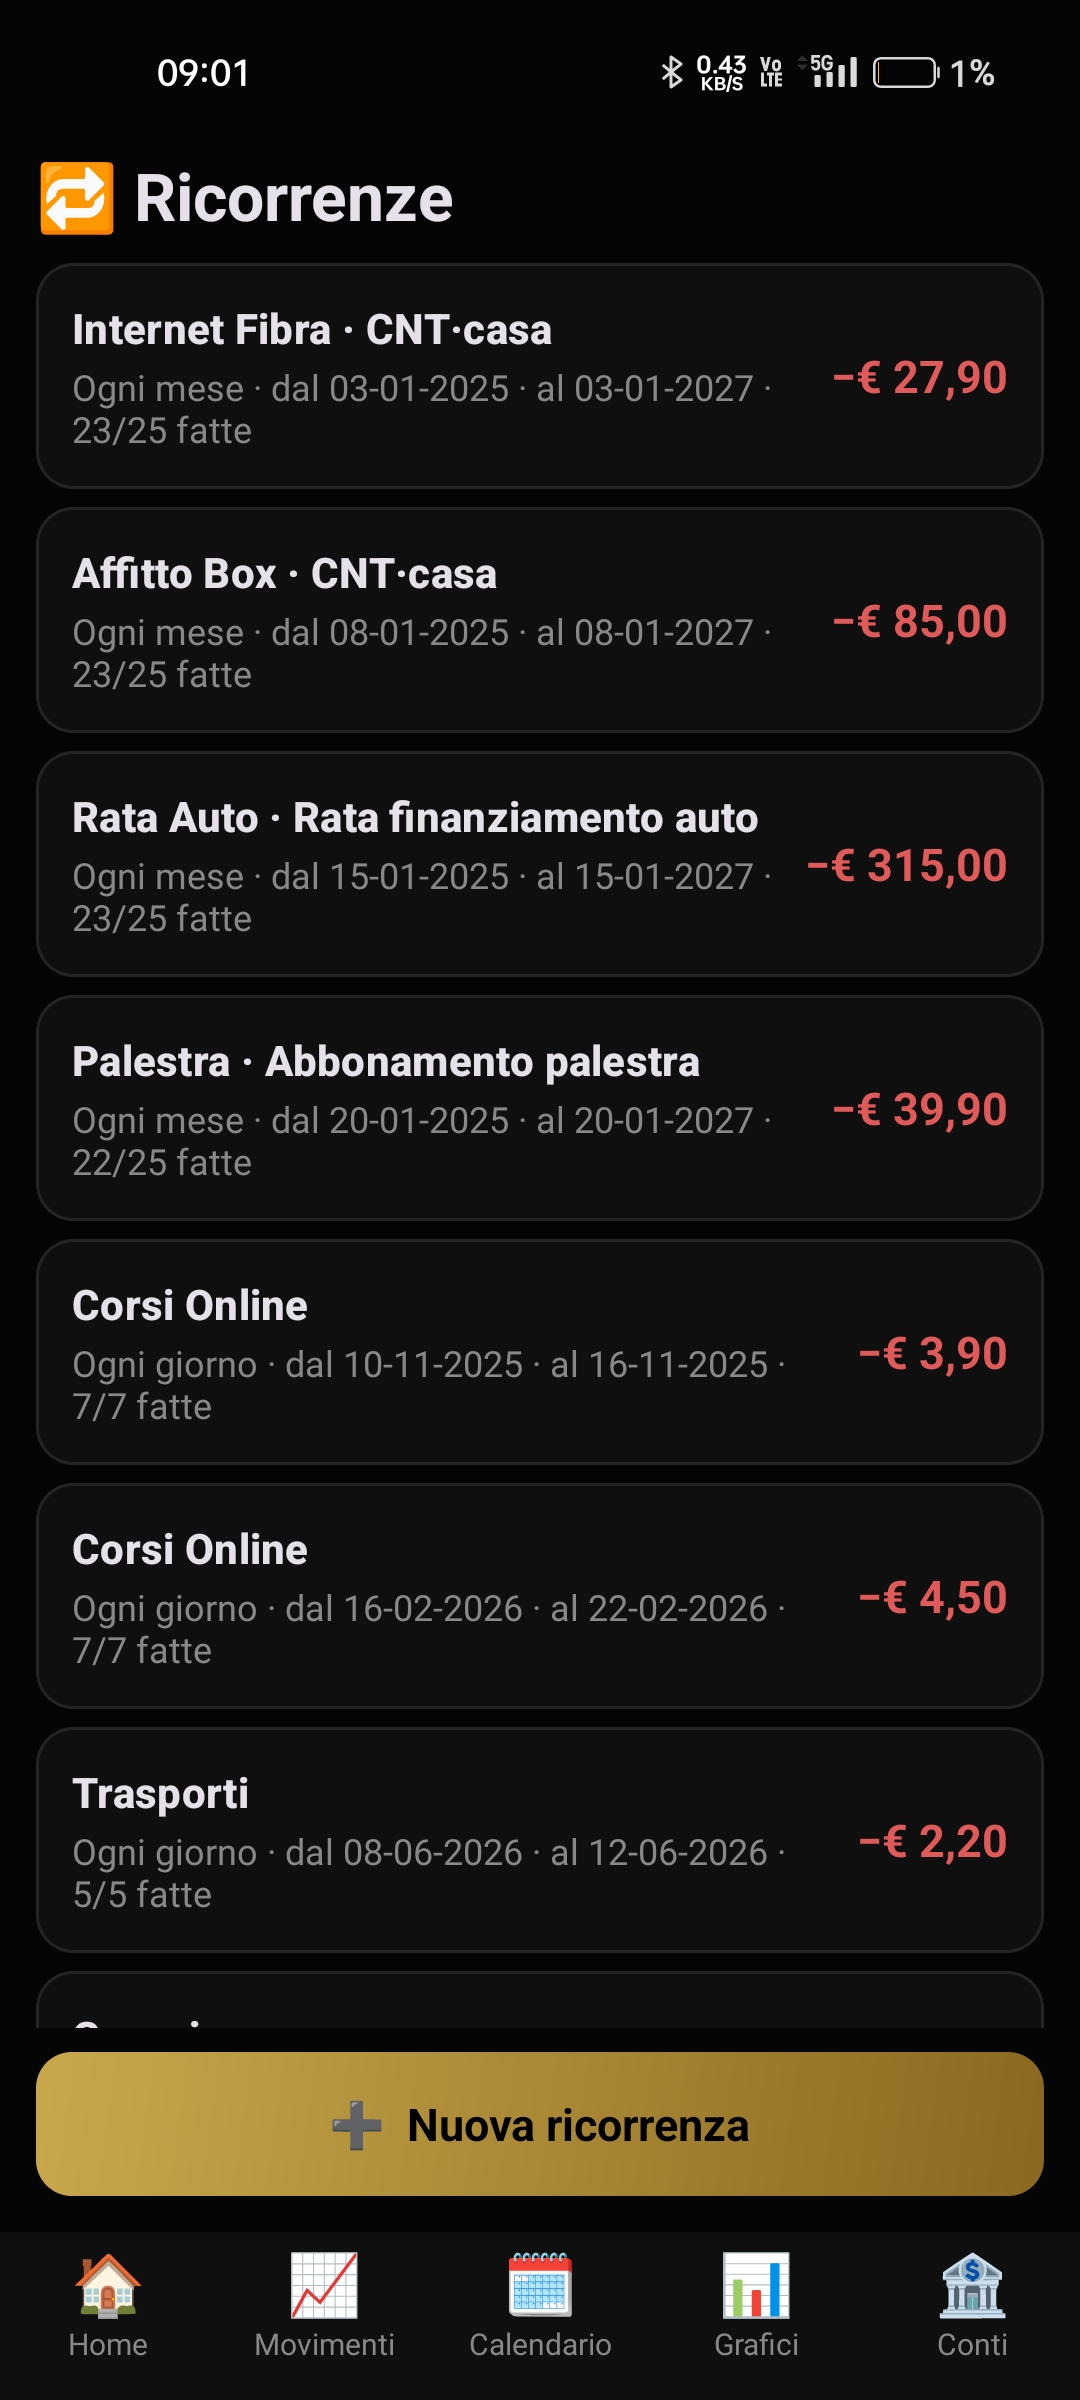 09:01
0.43 KB/S Vo LTE 5G 1%
Ricorrenze
Internet Fibra · CNT·casa
Ogni mese · dal 03-01-2025 · al 03-01-2027 ·
23/25 fatte
−€ 27,90
Affitto Box · CNT·casa
Ogni mese · dal 08-01-2025 · al 08-01-2027 ·
23/25 fatte
−€ 85,00
Rata Auto · Rata finanziamento auto
Ogni mese · dal 15-01-2025 · al 15-01-2027 ·
23/25 fatte
−€ 315,00
Palestra · Abbonamento palestra
Ogni mese · dal 20-01-2025 · al 20-01-2027 ·
22/25 fatte
−€ 39,90
Corsi Online
Ogni giorno · dal 10-11-2025 · al 16-11-2025 ·
7/7 fatte
−€ 3,90
Corsi Online
Ogni giorno · dal 16-02-2026 · al 22-02-2026 ·
7/7 fatte
−€ 4,50
Trasporti
Ogni giorno · dal 08-06-2026 · al 12-06-2026 ·
5/5 fatte
−€ 2,20
Nuova ricorrenza
Home
Movimenti
Calendario
Grafici
Conti